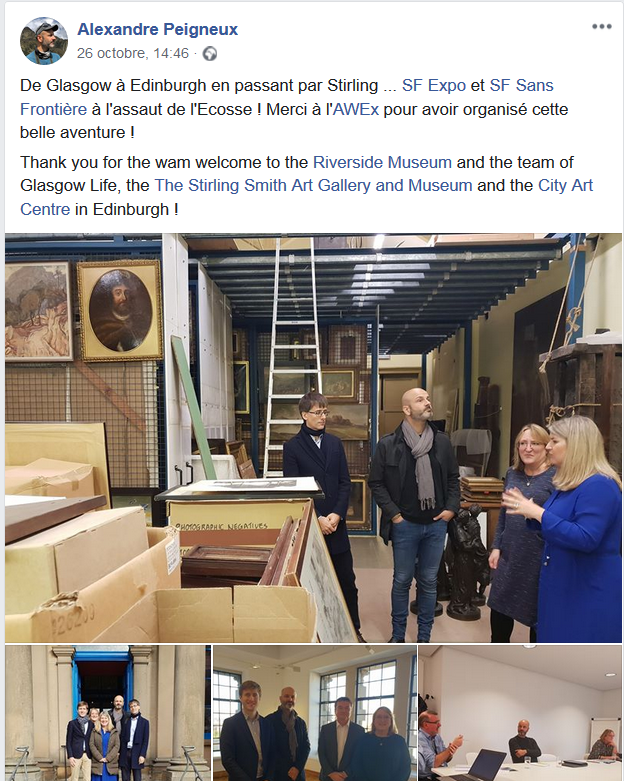 Alexandre Peigneux
26 octobre, 14:46 ·
De Glasgow à Edinburgh en passant par Stirling ... SF Expo et SF Sans
Frontière à l'assaut de l'Ecosse ! Merci à l'AWEx pour avoir organisé cette
belle aventure !
Thank you for the wam welcome to the Riverside Museum and the team of
Glasgow Life, the The Stirling Smith Art Gallery and Museum and the City Art
Centre in Edinburgh !
PHOTOGRAPHIC NEGATIVES